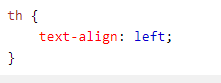 th {
    text-align: left;
}